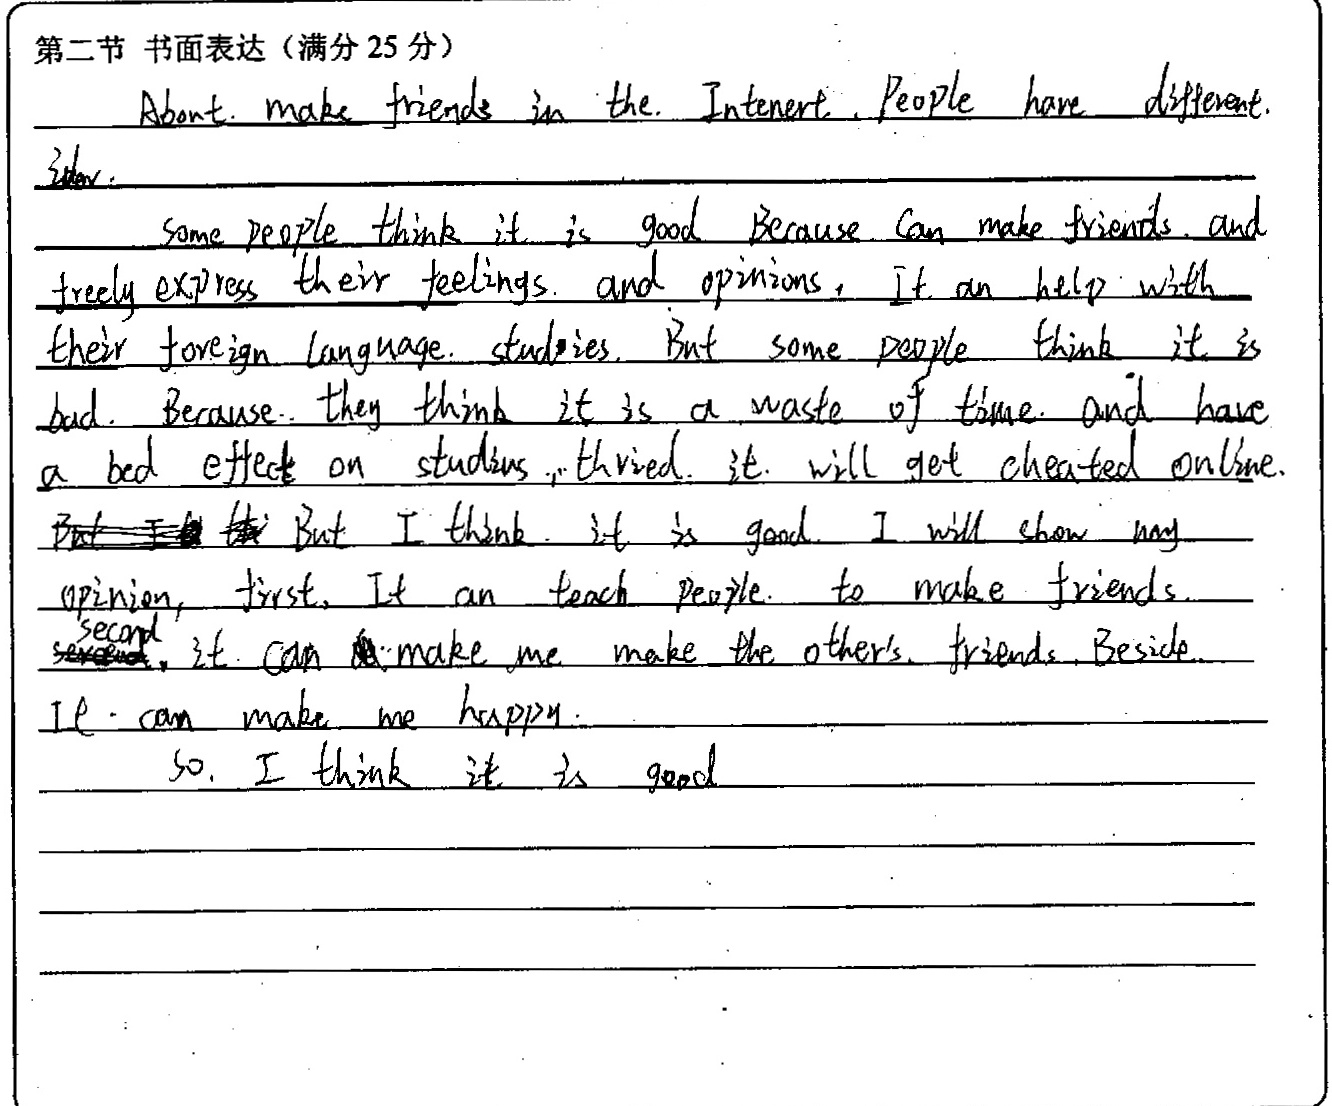 第二节 书面表达（满分 25 分）
About. make friends in the. Intenert. People have different.
idea.
Some people think it is good Because Can make friends. and
freely express their feelings. and opinions. It an help with
their foreign language. studies. But some people think it is
bad. Because. they think it is a waste of time. and have
a bed effect on studius, thried. it. will get cheated online.
But I think it is good. I will show my
opinion, first, It an teach people. to make friends.
second, it can make me make the other's. friends. Beside
It can make me happy.
So. I think it is good